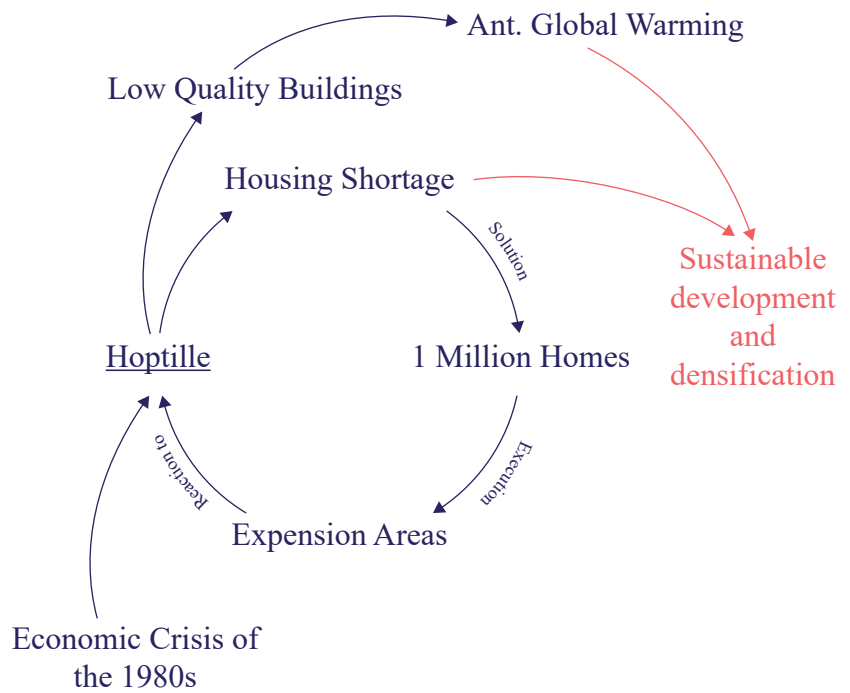 Ant. Global Warming
Low Quality Buildings
Housing Shortage
Solution
Sustainable
development
and
densification
Hoptille
1 Million Homes
Reaction to
Execution
Expension Areas
Economic Crisis of
the 1980s